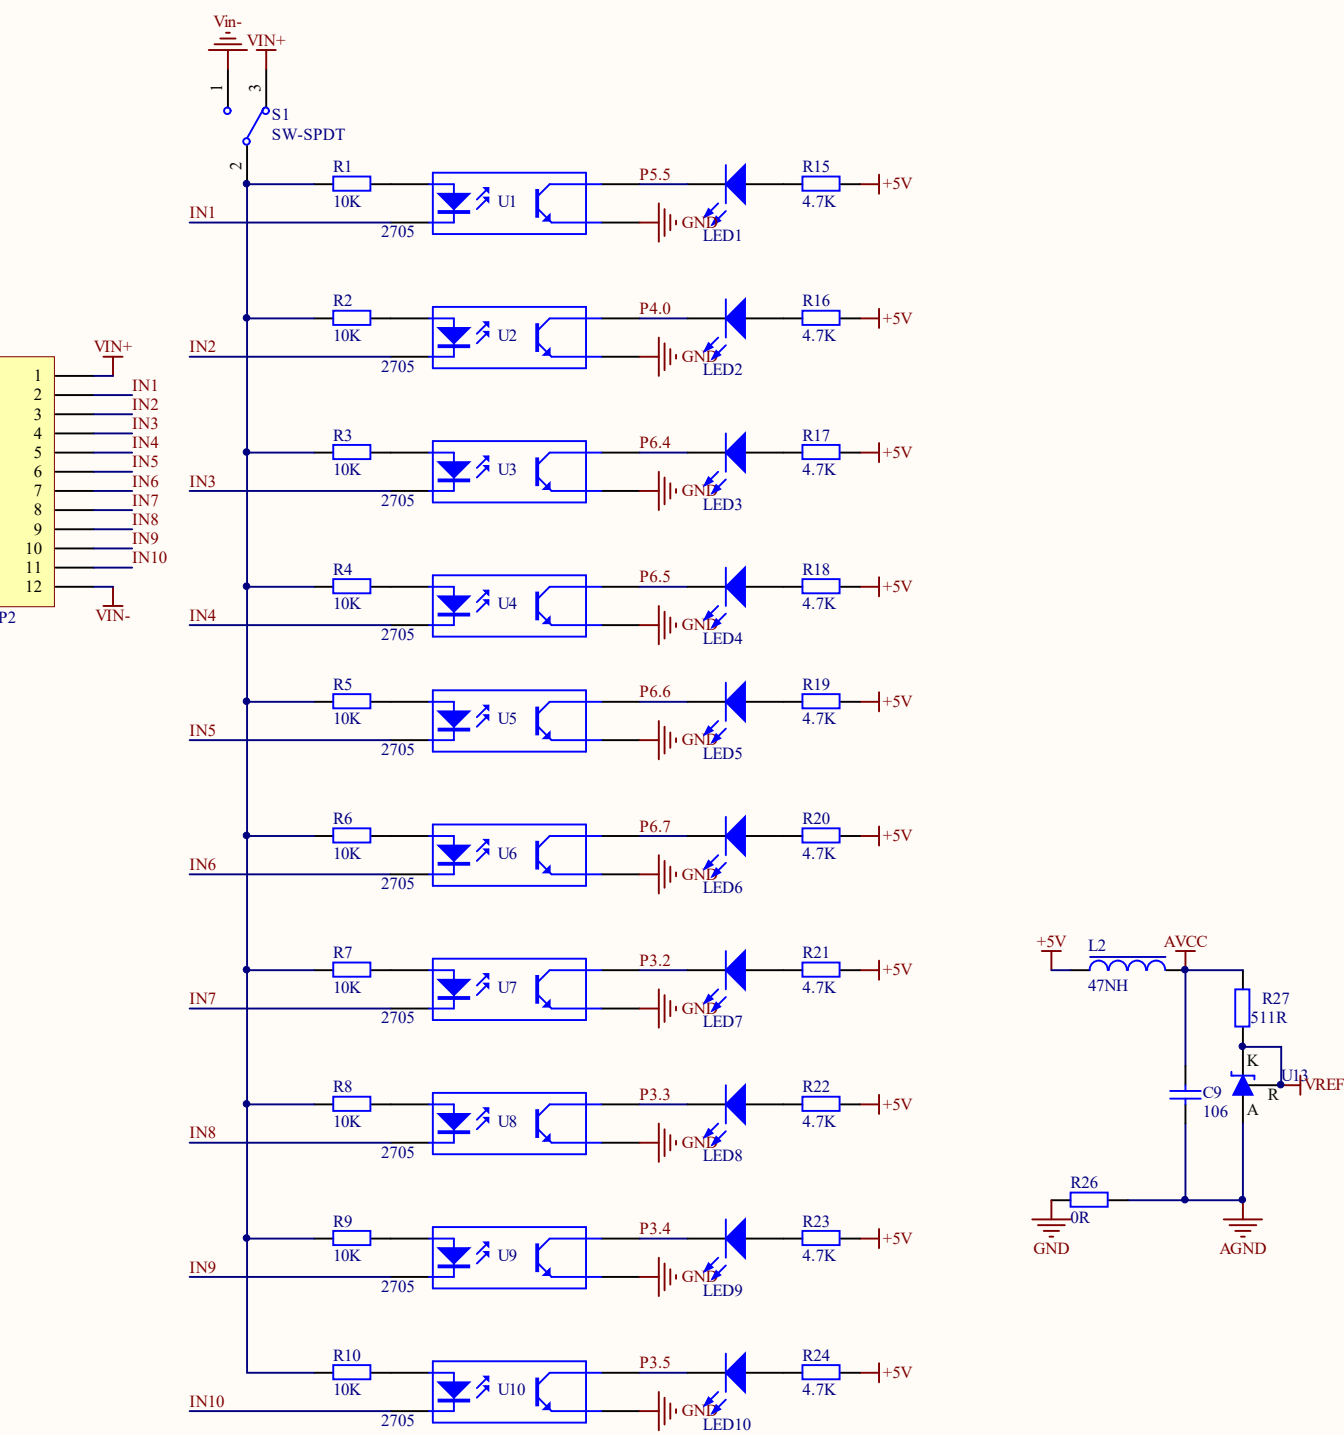 Vin-
VIN+
1
3
S1
SW-SPDT
2
R1
10K
IN1
2705
U1
P5.5
GND
LED1
R15
4.7K
+5V
R2
10K
IN2
2705
U2
P4.0
GND
LED2
R16
4.7K
+5V
VIN+
1
2
3
4
5
6
7
8
9
10
11
12
IN1
IN2
IN3
IN4
IN5
IN6
IN7
IN8
IN9
IN10
VIN-
P2
R3
10K
IN3
2705
U3
P6.4
GND
LED3
R17
4.7K
+5V
R4
10K
IN4
2705
U4
P6.5
GND
LED4
R18
4.7K
+5V
R5
10K
IN5
2705
U5
P6.6
GND
LED5
R19
4.7K
+5V
R6
10K
IN6
2705
U6
P6.7
GND
LED6
R20
4.7K
+5V
R7
10K
IN7
2705
U7
P3.2
GND
LED7
R21
4.7K
+5V
R8
10K
IN8
2705
U8
P3.3
GND
LED8
R22
4.7K
+5V
R9
10K
IN9
2705
U9
P3.4
GND
LED9
R23
4.7K
+5V
R10
10K
IN10
2705
U10
P3.5
GND
LED10
R24
4.7K
+5V
+5V
L2
47NH
AVCC
R27
511R
K
U13
R
VREF
A
C9
106
R26
0R
GND
AGND